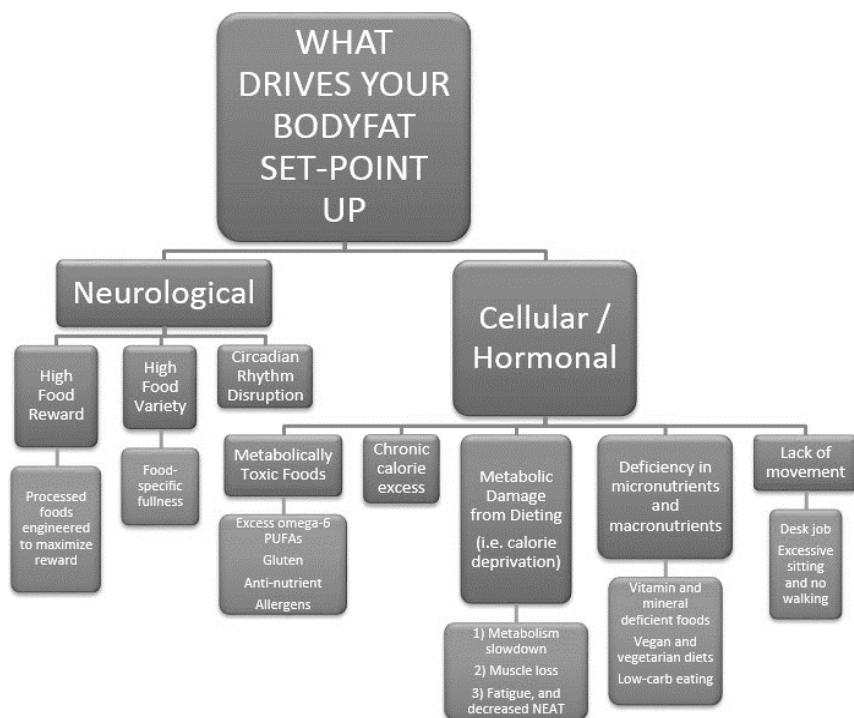 WHAT
DRIVES YOUR
BODYFAT
SET-POINT
UP
Neurological
Cellular /
Hormonal
High
Food
Reward
High
Food
Variety
Circadian
Rhythm
Disruption
Processed
foods
engineered
to maximize
reward
Food-
specific
fullness
Metabolically
Toxic Foods
Chronic
calorie
excess
Metabolic
Damage
from Dieting
(i.e. calorie
deprivation)
Deficiency in
micronutrients
and
macronutrients
Lack of
movement
Excess omega-6
PUFAs
Gluten
Anti-nutrient
Allergens
1) Metabolism
slowdown
2) Muscle loss
3) Fatigue, and
decreased NEAT
Vitamin and
mineral
deficient foods
Vegan and
vegetarian diets
Low-carb eating
Desk job
Excessive
sitting
and no
walking